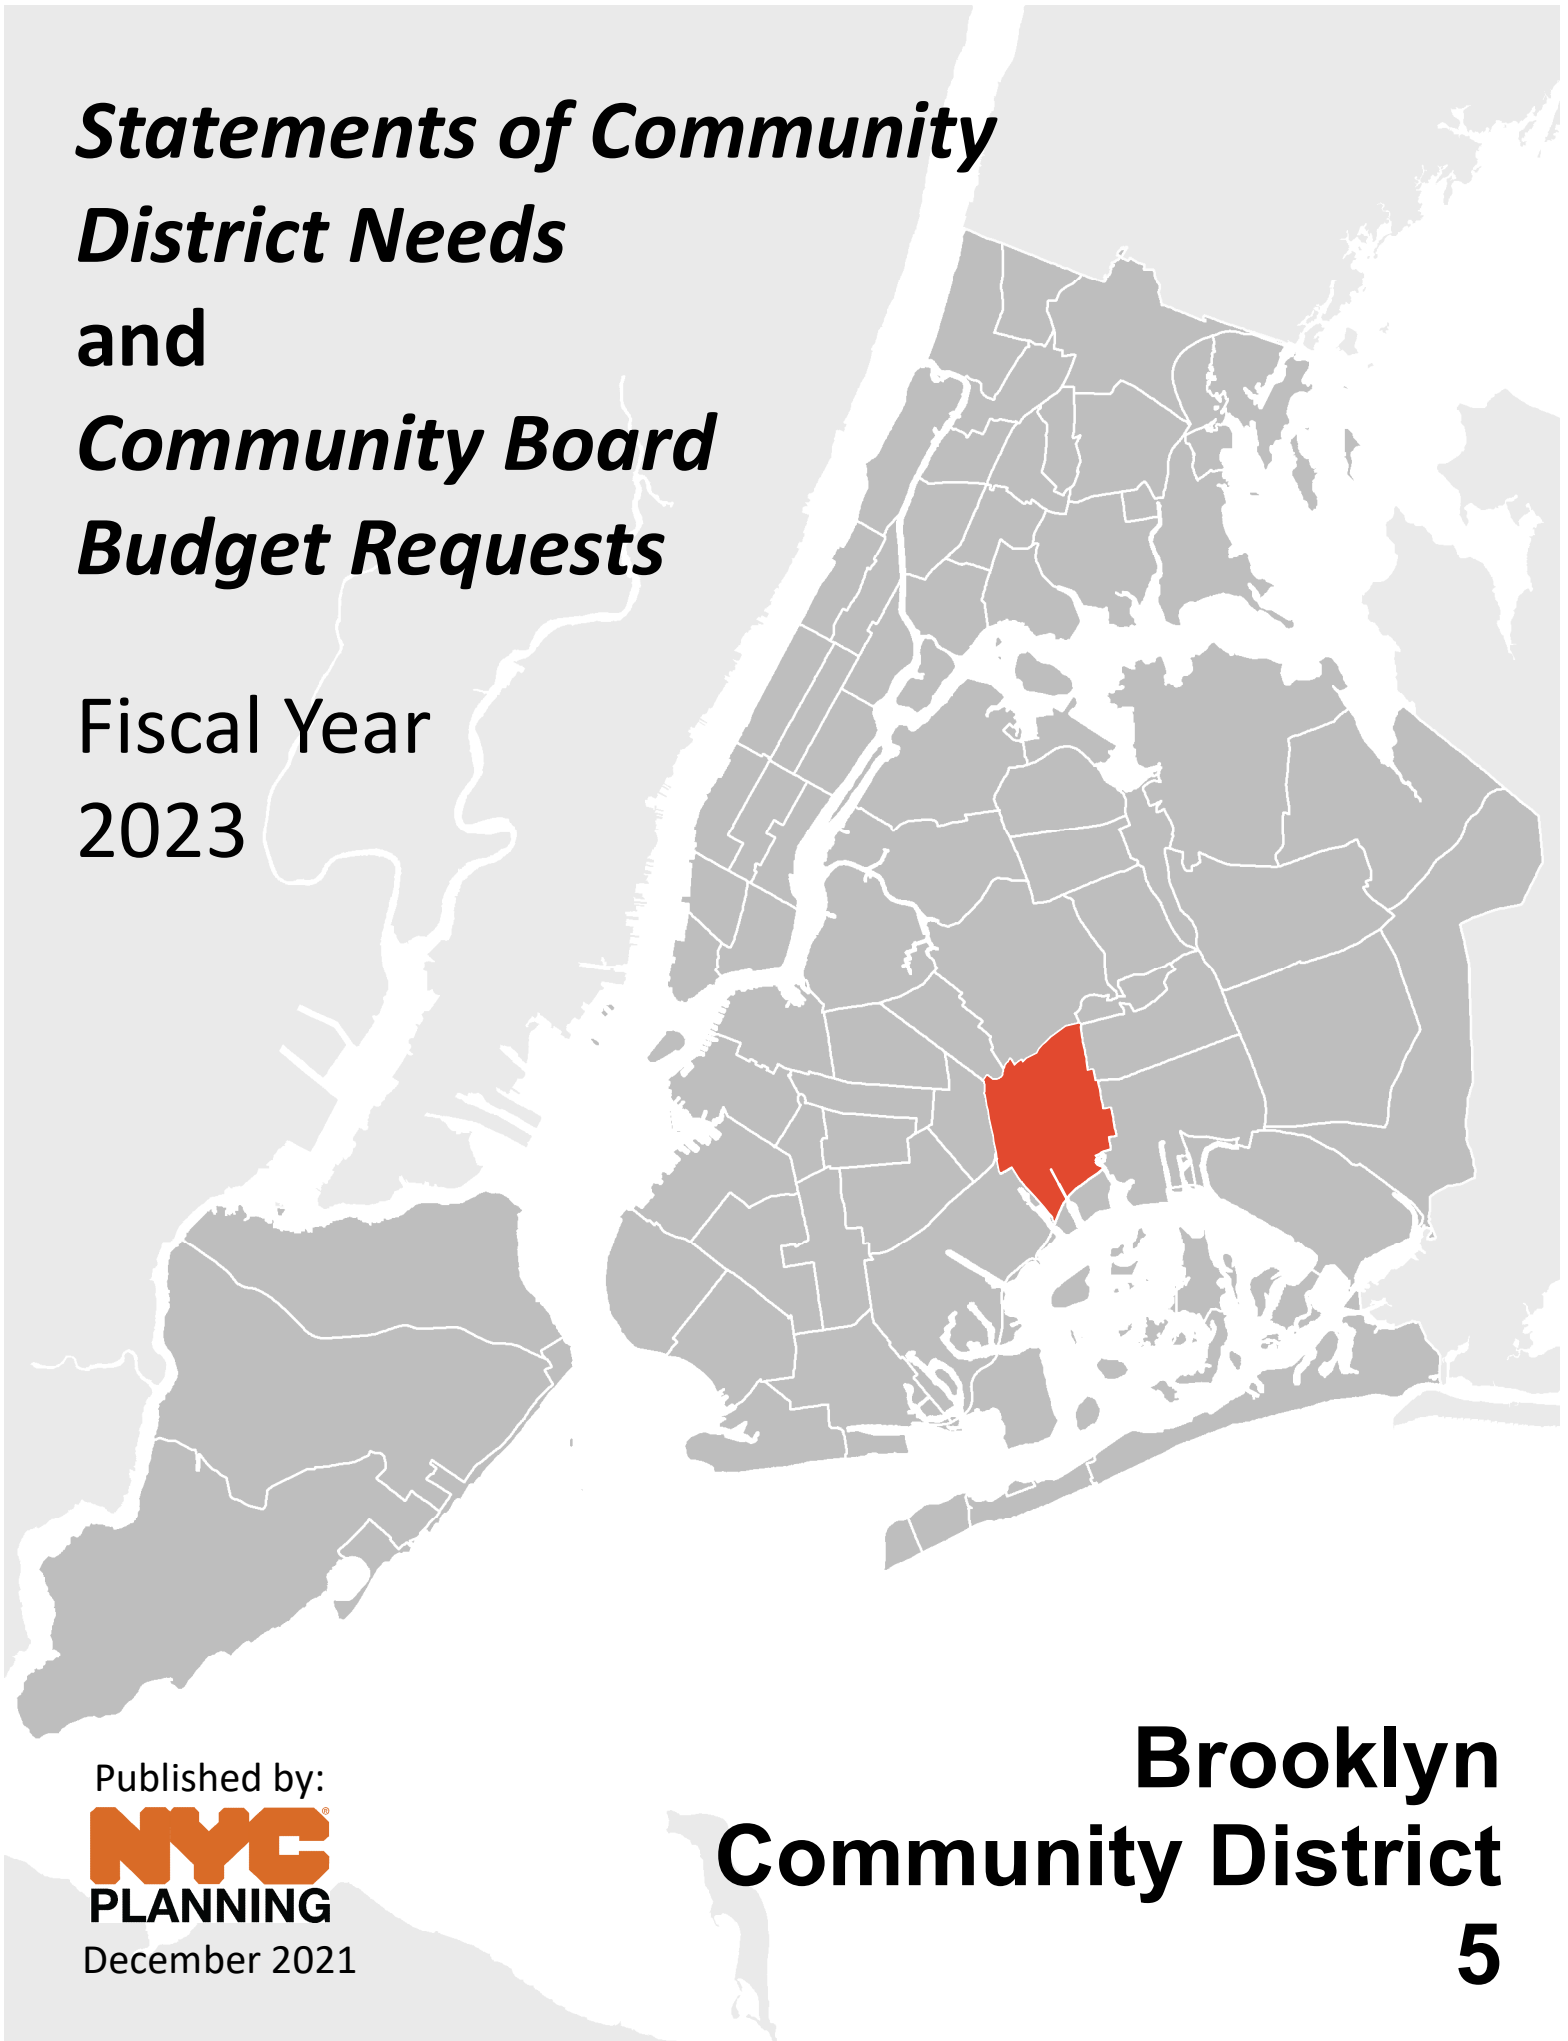 Statements of Community
District Needs
and
Community Board
Budget Requests
Fiscal Year
2023
Published by:
NYC®
PLANNING
December 2021
Brooklyn
Community District
5